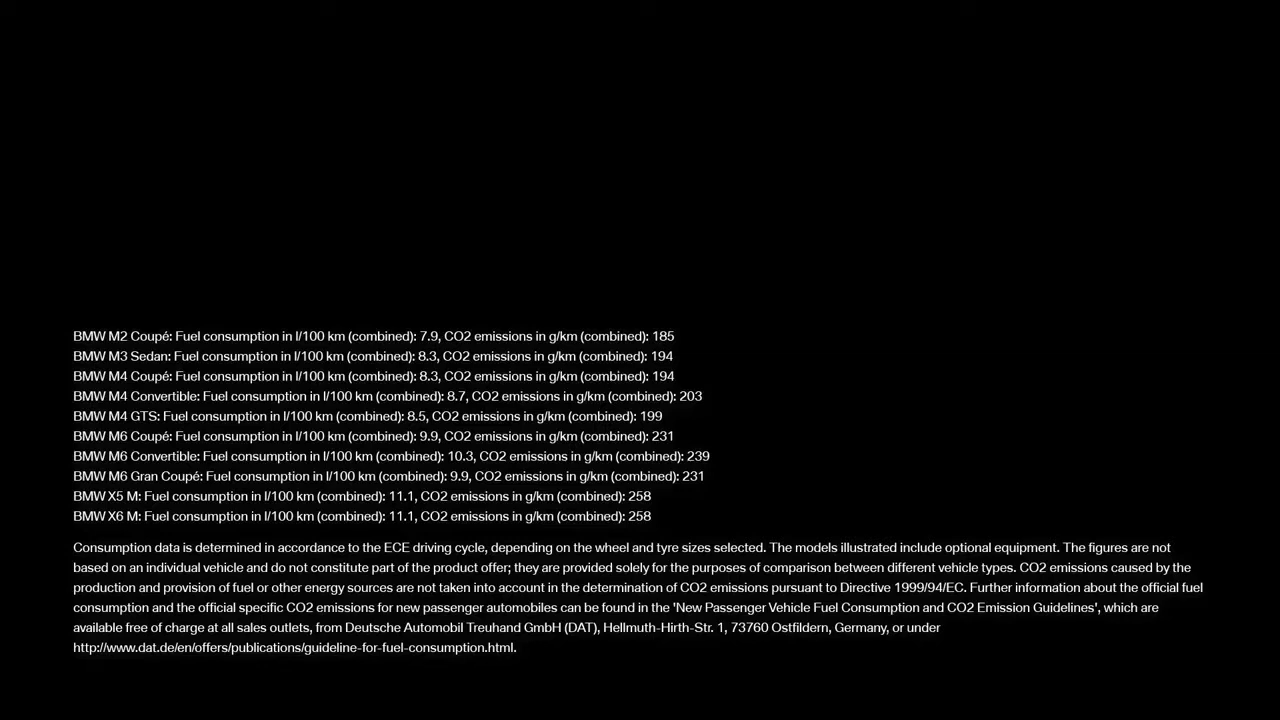 BMW M2 Coupé: Fuel consumption in l/100 km (combined): 7.9, CO2 emissions in g/km (combined): 185
BMW M3 Sedan: Fuel consumption in l/100 km (combined): 8.3, CO2 emissions in g/km (combined): 194
BMW M4 Coupé: Fuel consumption in l/100 km (combined): 8.3, CO2 emissions in g/km (combined): 194
BMW M4 Convertible: Fuel consumption in l/100 km (combined): 8.7, CO2 emissions in g/km (combined): 203
BMW M4 GTS: Fuel consumption in l/100 km (combined): 8.5, CO2 emissions in g/km (combined): 199
BMW M6 Coupé: Fuel consumption in l/100 km (combined): 9.9, CO2 emissions in g/km (combined): 231
BMW M6 Convertible: Fuel consumption in l/100 km (combined): 10.3, CO2 emissions in g/km (combined): 239
BMW M6 Gran Coupé: Fuel consumption in l/100 km (combined): 9.9, CO2 emissions in g/km (combined): 231
BMW X5 M: Fuel consumption in l/100 km (combined): 11.1, CO2 emissions in g/km (combined): 258
BMW X6 M: Fuel consumption in l/100 km (combined): 11.1, CO2 emissions in g/km (combined): 258
Consumption data is determined in accordance to the ECE driving cycle, depending on the wheel and tyre sizes selected. The models illustrated include optional equipment. The figures are not
based on an individual vehicle and do not constitute part of the product offer; they are provided solely for the purposes of comparison between different vehicle types. CO2 emissions caused by the
production and provision of fuel or other energy sources are not taken into account in the determination of CO2 emissions pursuant to Directive 1999/94/EC. Further information about the official fuel
consumption and the official specific CO2 emissions for new passenger automobiles can be found in the 'New Passenger Vehicle Fuel Consumption and CO2 Emission Guidelines', which are
available free of charge at all sales outlets, from Deutsche Automobil Treuhand GmbH (DAT), Hellmuth-Hirth-Str. 1, 73760 Ostfildern, Germany, or under
http://www.dat.de/en/offers/publications/guideline-for-fuel-consumption.html.